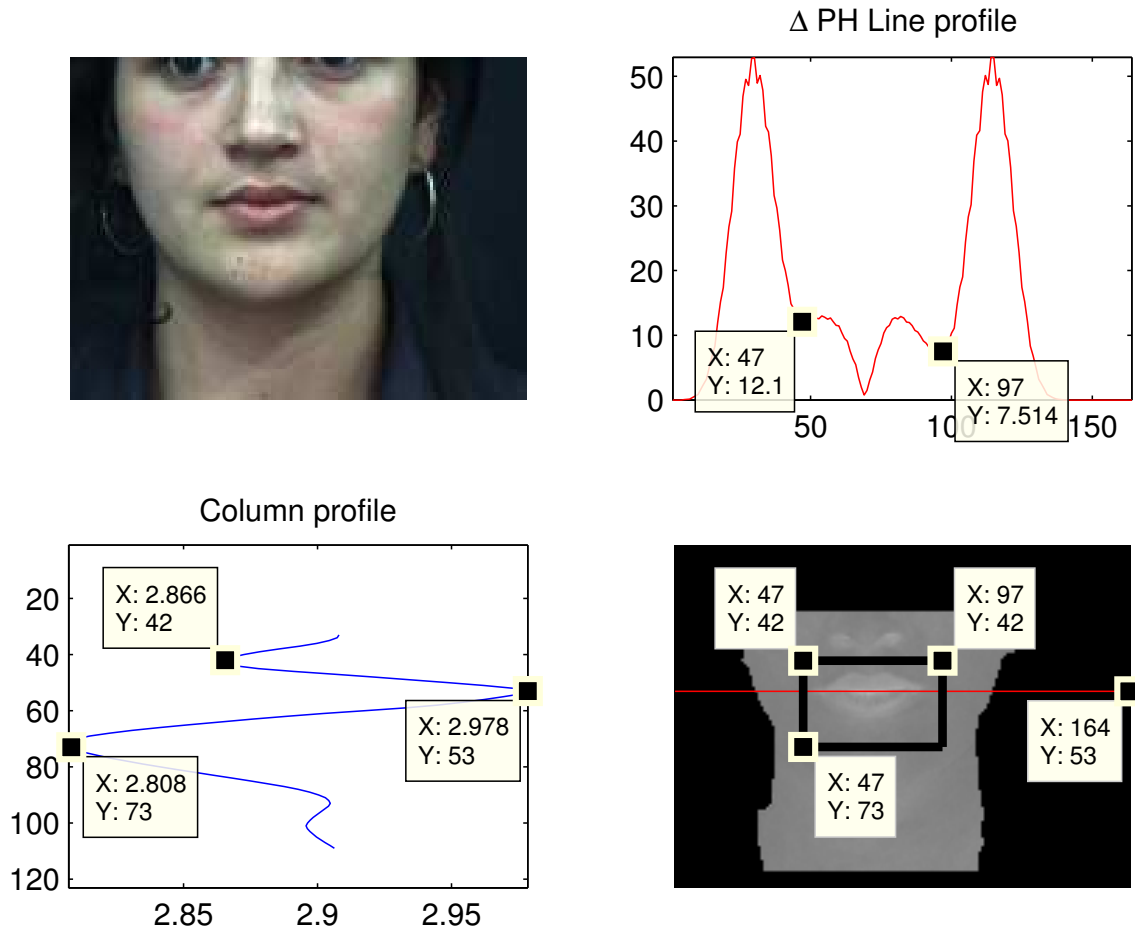 Δ PH Line profile
50
40
30
20
10
0
X: 47
Y: 12.1
X: 97
Y: 7.514
50
100
150
Column profile
20
40
60
80
100
120
X: 2.866
Y: 42
X: 2.978
Y: 53
X: 2.808
Y: 73
2.85
2.9
2.95
X: 47
Y: 42
X: 97
Y: 42
X: 164
Y: 53
X: 47
Y: 73